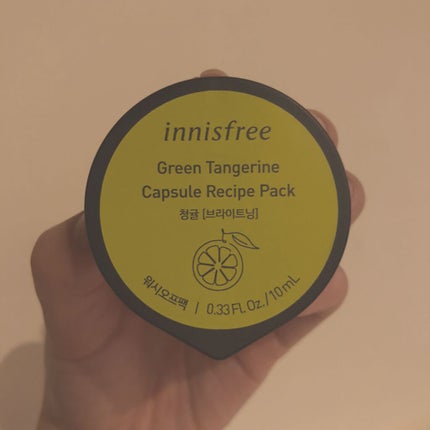 innisfree
Green Tangerine
Capsule Recipe Pack
청귤 [브라이트닝]
워시오프팩 | 0.33 FL.Oz./10mL